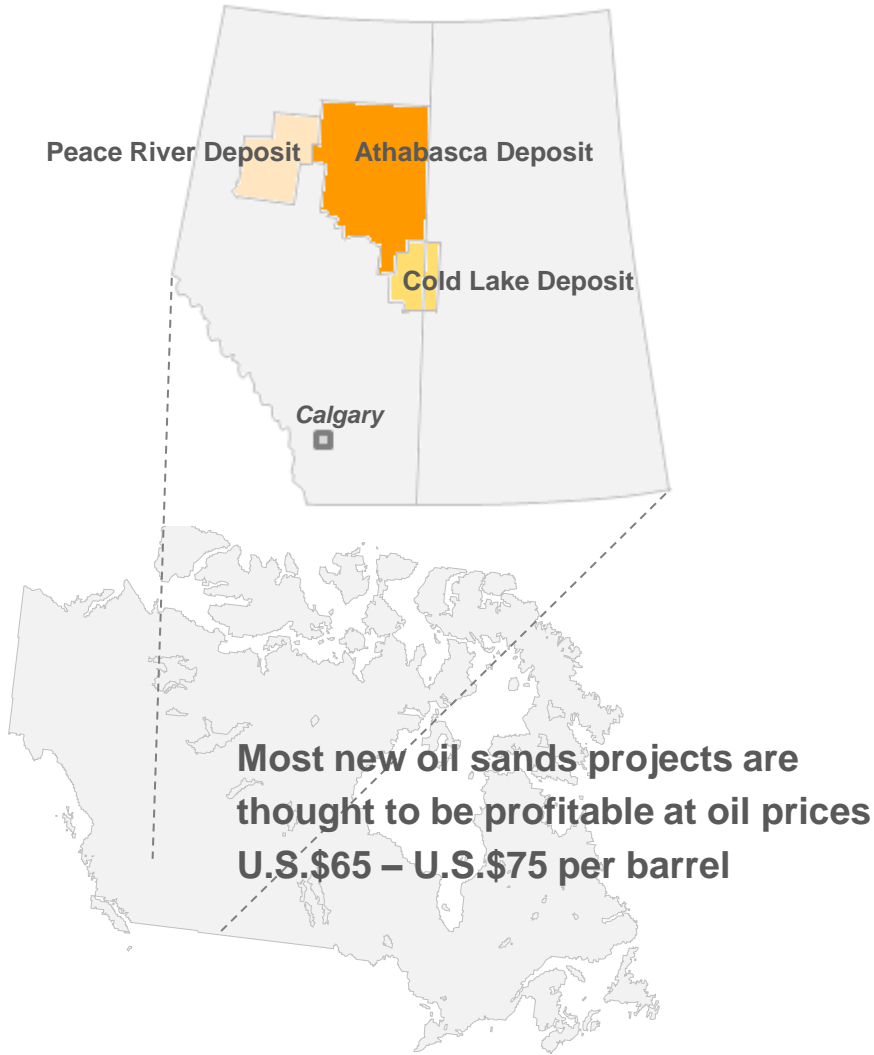 Peace River Deposit
Athabasca Deposit
Cold Lake Deposit
Calgary
Most new oil sands projects are
thought to be profitable at oil prices
U.S.$65 – U.S.$75 per barrel